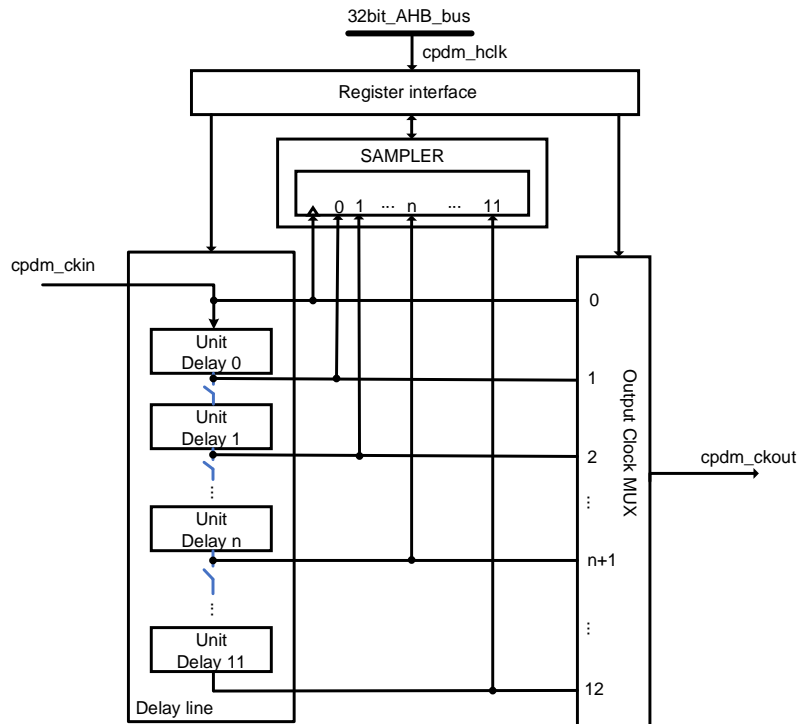 32bit_AHB_bus
cpdm_hclk
Register interface
SAMPLER
0 1 ... n ... 11
cpdm_ckin
0
Unit
Delay 0
1
Unit
Delay 1
2
...
...
Unit
Delay n
n+1
...
...
Unit
Delay 11
12
Delay line
Output Clock MUX
cpdm_ckout